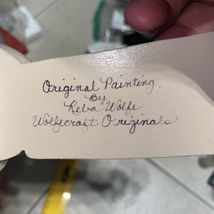 Original Painting
By
Reba Wolfe
Wolfecraft Originals